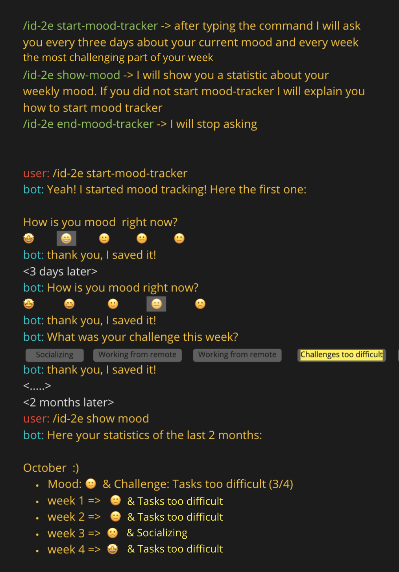 /id-2e start-mood-tracker -> after typing the command I will ask
you every three days about your current mood and every week
the most challenging part of your week
/id-2e show-mood -> I will show you a statistic about your
weekly mood. If you did not start mood-tracker I will explain you
how to start mood tracker
/id-2e end-mood-tracker -> I will stop asking
user: /id-2e start-mood-tracker
bot: Yeah! I started mood tracking! Here the first one:
How is you mood right now?
bot: thank you, I saved it!
<3 days later>
bot: How is you mood right now?
bot: thank you, I saved it!
bot: What was your challenge this week?
Socializing Working from remote Working from remote Challenges too difficult
bot: thank you, I saved it!
<.....>
<2 months later>
user: /id-2e show mood
bot: Here your statistics of the last 2 months:
October :)
• Mood: 🙂 & Challenge: Tasks too difficult (3/4)
• week 1 => 😐 & Tasks too difficult
• week 2 => 😐 & Tasks too difficult
• week 3 => 🙂 & Socializing
• week 4 => 🤩 & Tasks too difficult